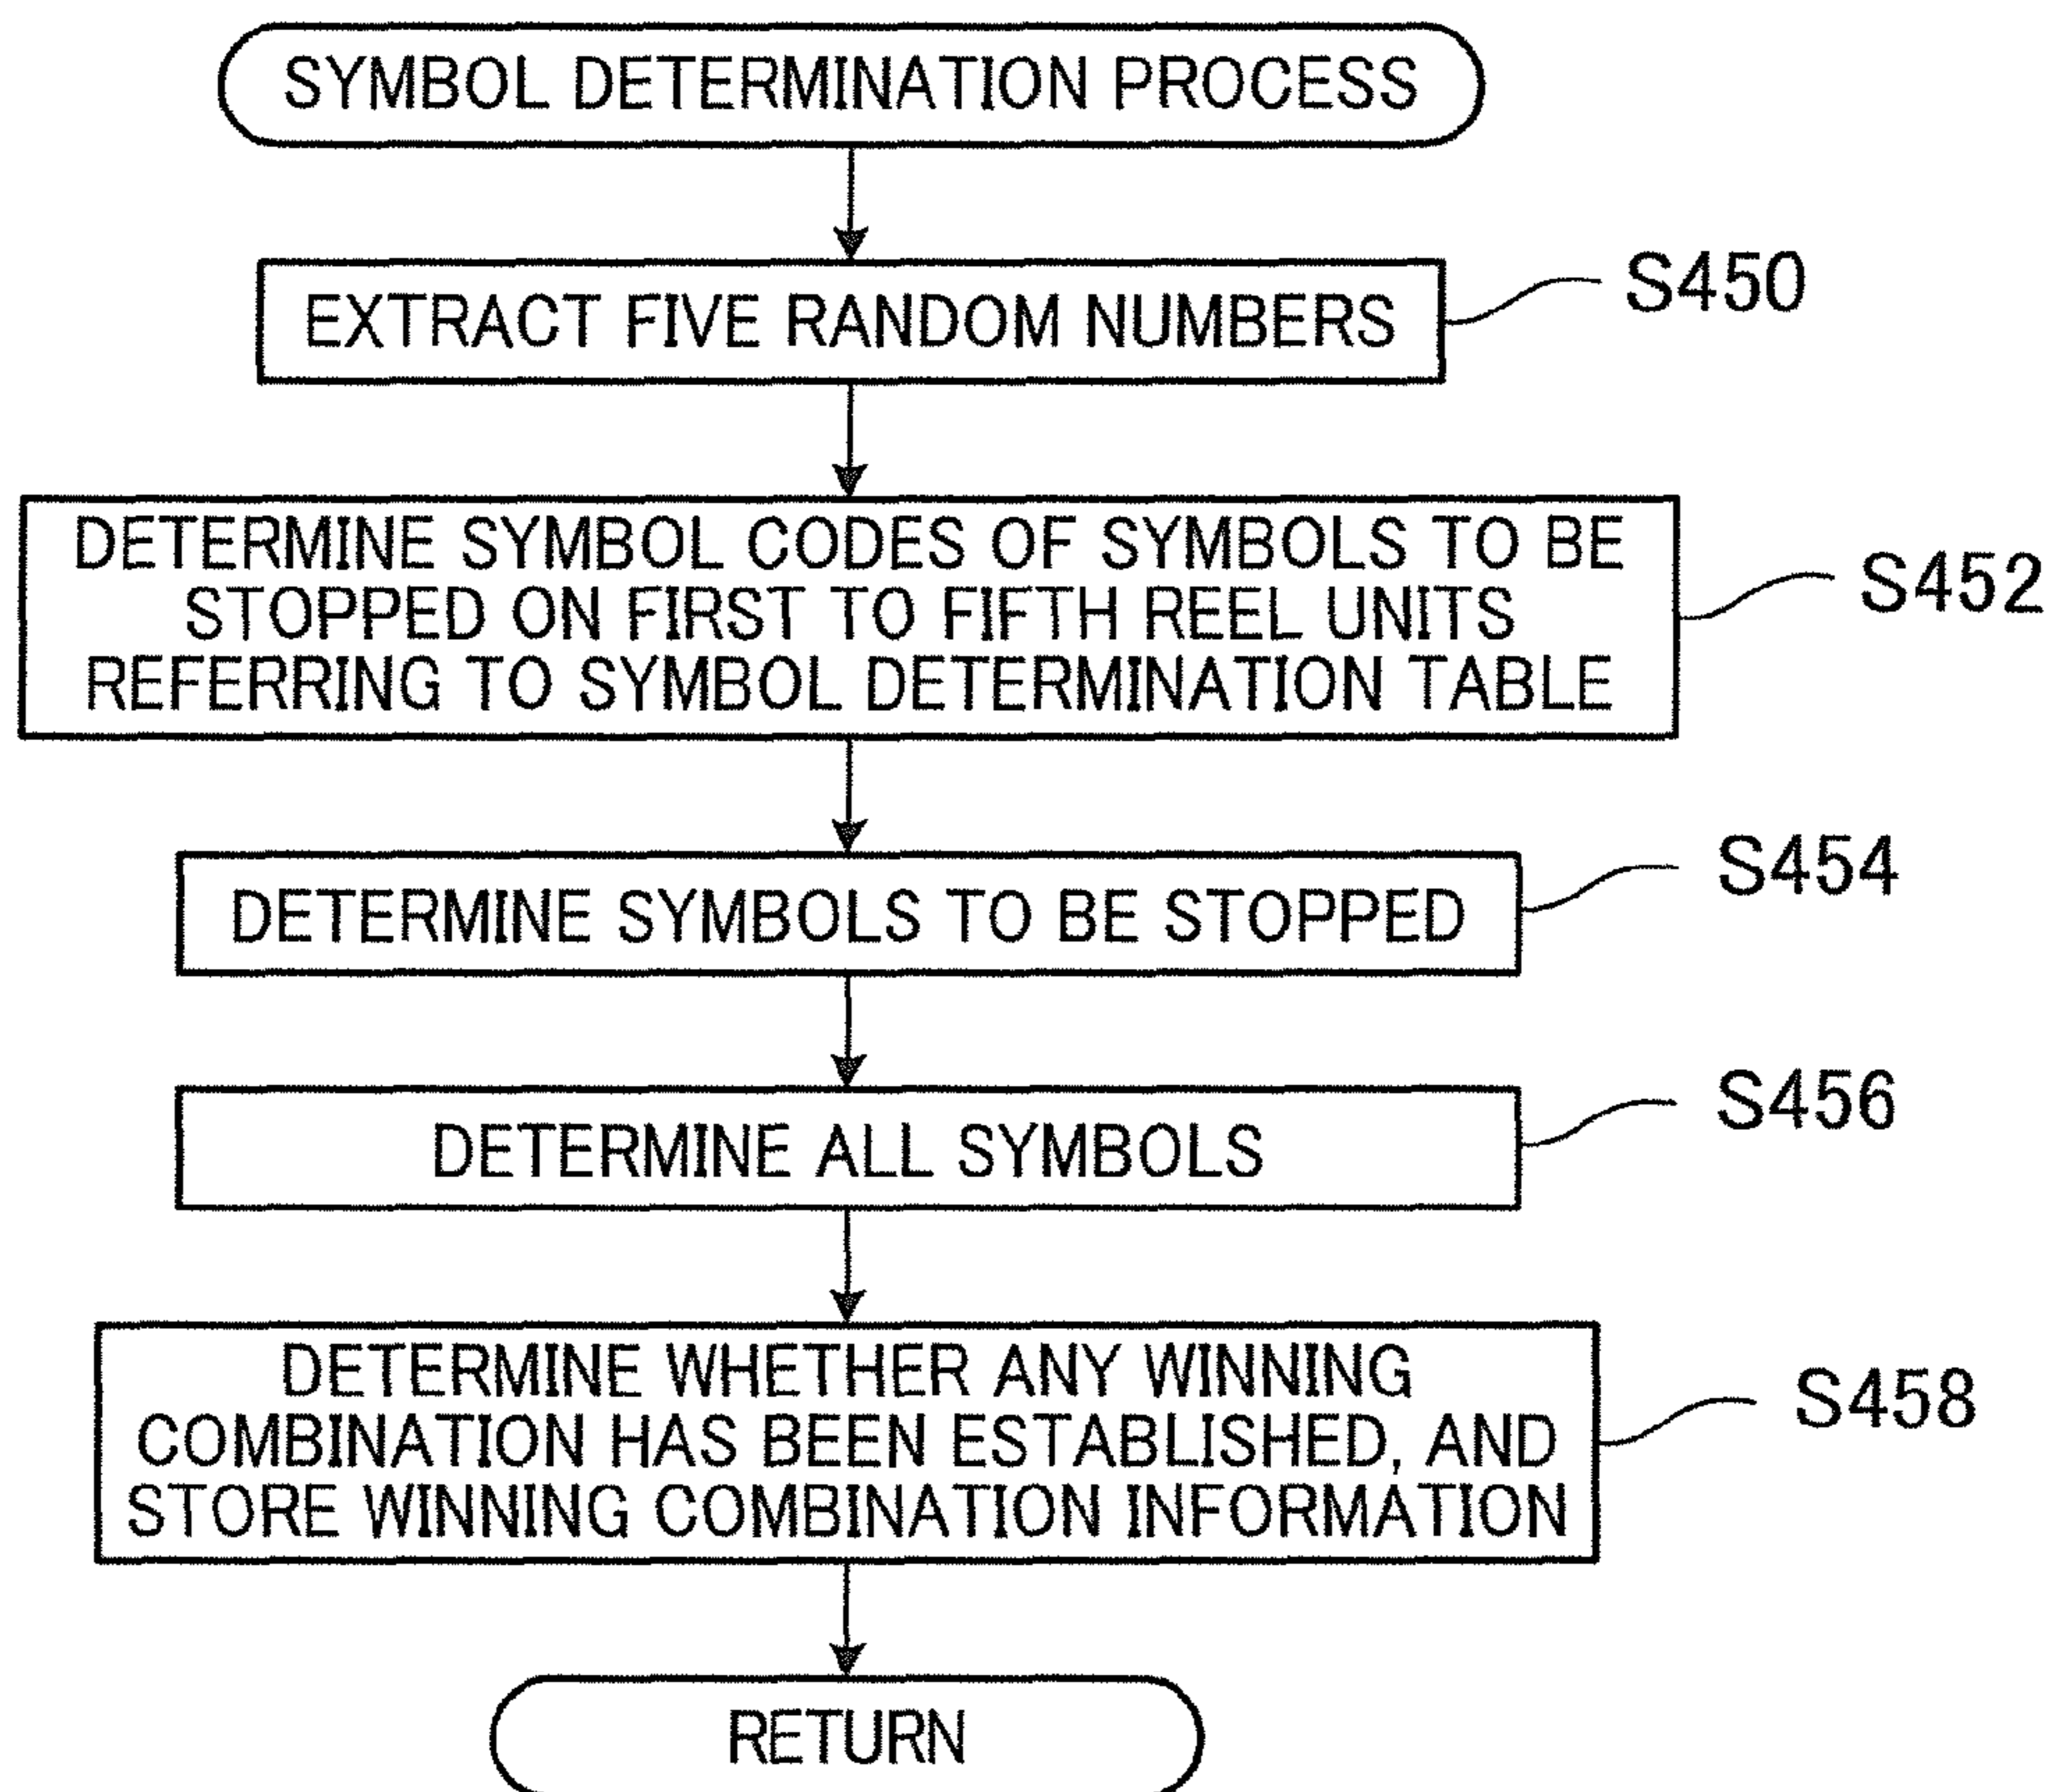 SYMBOL DETERMINATION PROCESS
EXTRACT FIVE RANDOM NUMBERS
S450
DETERMINE SYMBOL CODES OF SYMBOLS TO BE
STOPPED ON FIRST TO FIFTH REEL UNITS
REFERRING TO SYMBOL DETERMINATION TABLE
S452
DETERMINE SYMBOLS TO BE STOPPED
S454
DETERMINE ALL SYMBOLS
S456
DETERMINE WHETHER ANY WINNING
COMBINATION HAS BEEN ESTABLISHED, AND
STORE WINNING COMBINATION INFORMATION
S458
RETURN